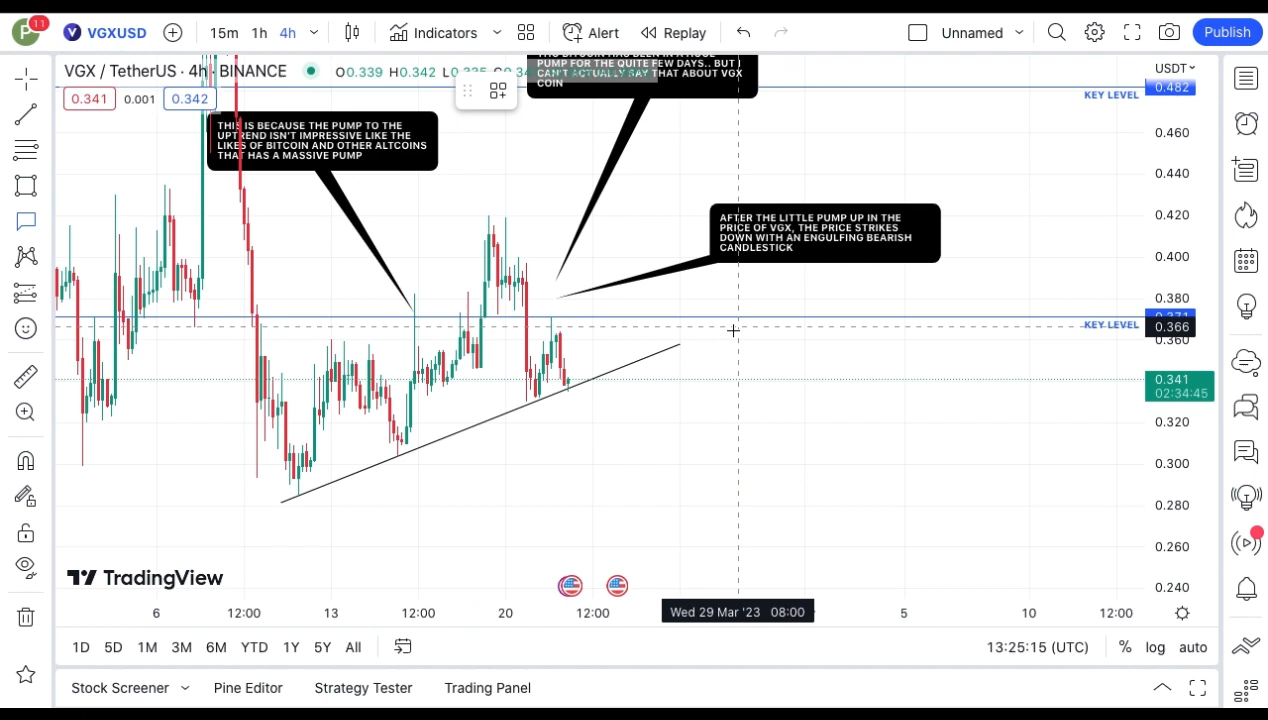 P 11 VGXUSD 15m 1h 4h Indicators Alert Replay Unnamed Publish
VGX / TetherUS · 4h · BINANCE O0.339 H0.342
0.341 0.001 0.342
PUMP FOR THE QUITE FEW DAYS.. BUT I
CAN'T ACTUALLY SAY THAT ABOUT VGX
COIN
THIS IS BECAUSE THE PUMP TO THE
UPTREND ISN'T IMPRESSIVE LIKE THE
LIKES OF BITCOIN AND OTHER ALTCOINS
THAT HAS A MASSIVE PUMP
AFTER THE LITTLE PUMP UP IN THE
PRICE OF VGX, THE PRICE STRIKES
DOWN WITH AN ENGULFING BEARISH
CANDLESTICK
USDT
0.482
KEY LEVEL
0.460
0.440
0.420
0.400
0.380
KEY LEVEL
0.366
0.360
0.341
02:34:45
0.320
0.300
0.280
0.260
0.240
TradingView
6 12:00 13 12:00 20 12:00 Wed 29 Mar '23 08:00 5 10 12:00
1D 5D 1M 3M 6M YTD 1Y 5Y All 13:25:15 (UTC) % log auto
Stock Screener Pine Editor Strategy Tester Trading Panel